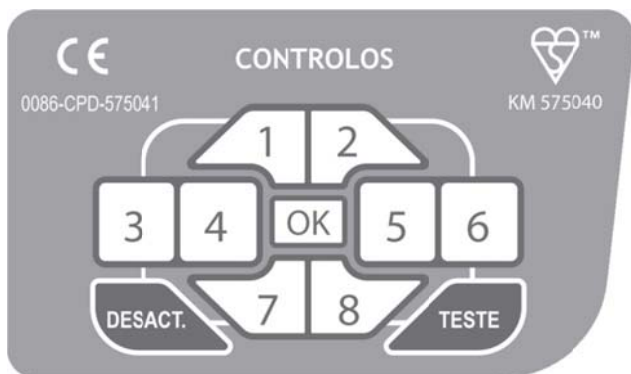 CE
CONTROLOS
™
0086-CPD-575041
KM 575040
1 2
3 4 OK 5 6
DESACT. 7 8 TESTE